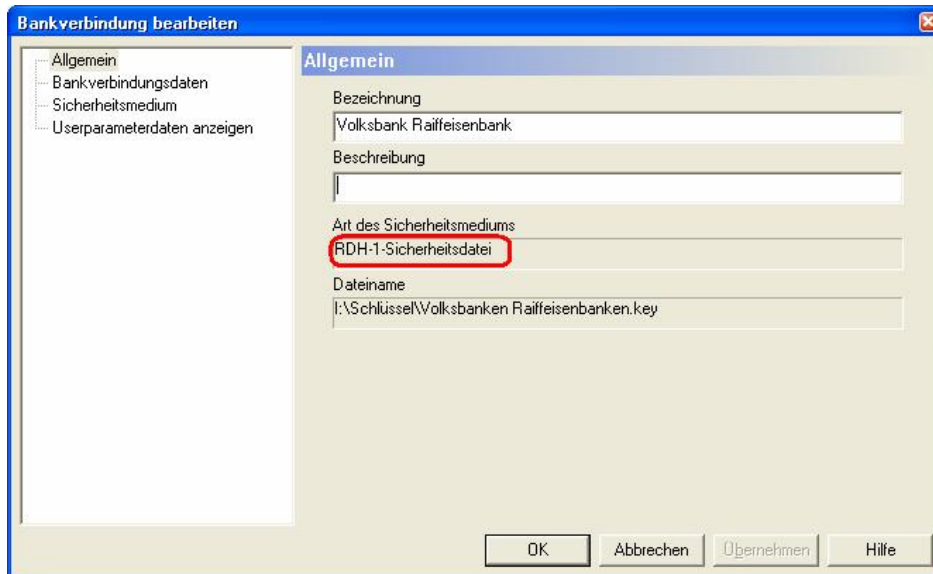 Bankverbindung bearbeiten
Allgemein
Bankverbindungsdaten
Sicherheitsmedium
Userparameterdaten anzeigen
Allgemein
Bezeichnung
Volksbank Raiffeisenbank
Beschreibung
Art des Sicherheitsmediums
RDH-1-Sicherheitsdatei
Dateiname
I:\Schlüssel\Volksbanken Raiffeisenbanken.key
OK
Abbrechen
Übernehmen
Hilfe